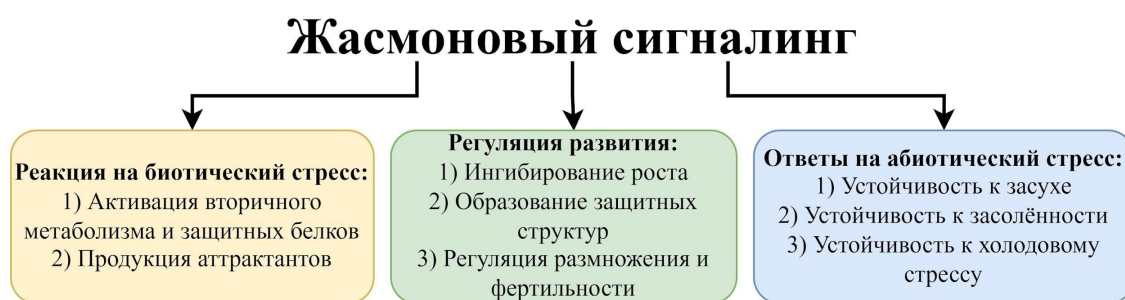 Жасмоновый сигналинг
Реакция на биотический стресс:
1) Активация вторичного
метаболизма и защитных белков
2) Продукция аттрактантов
Регуляция развития:
1) Ингибирование роста
2) Образование защитных
структур
3) Регуляция размножения и
фертильности
Ответы на абиотический стресс:
1) Устойчивость к засухе
2) Устойчивость к засолённости
3) Устойчивость к холодовому
стрессу